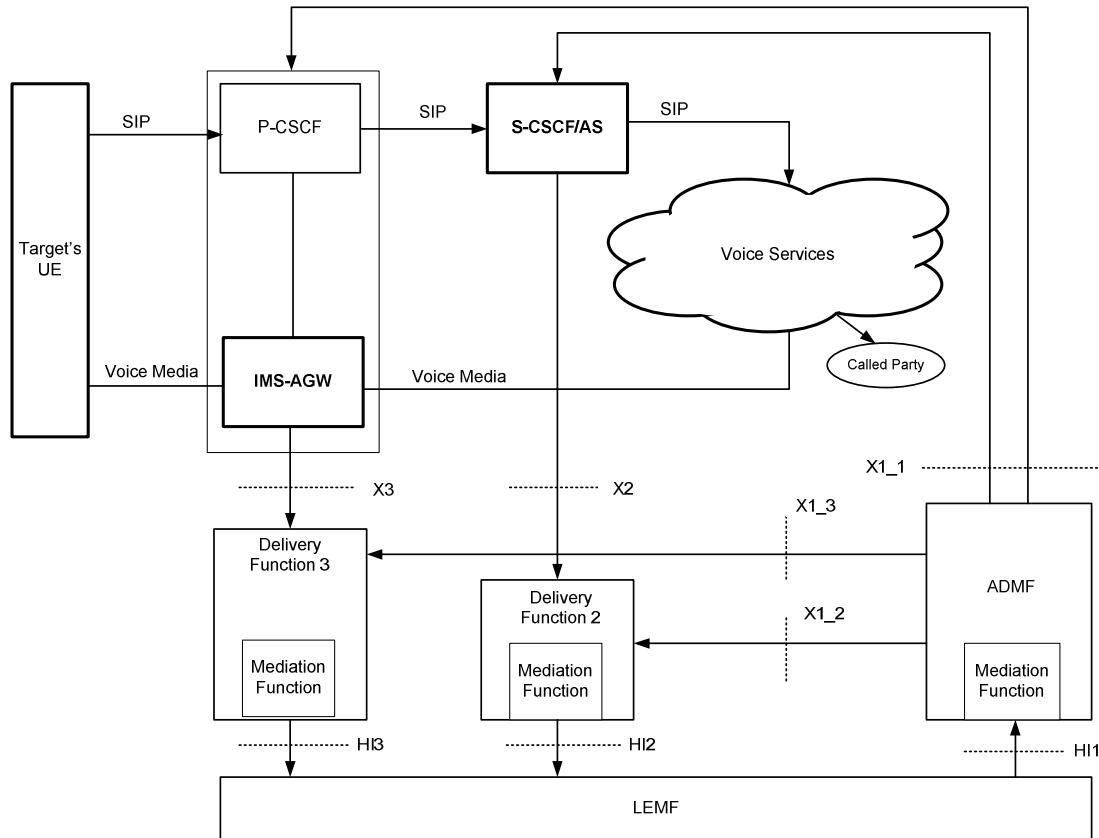 SIP
P-CSCF
S-CSCF/AS
SIP
SIP
Target's
UE
Voice Services
Voice Media
IMS-AGW
Voice Media
Called Party
X1_1
X3
X2
X1_3
Delivery
Function 3
ADMF
Delivery
Function 2
X1_2
Mediation
Function
Mediation
Function
Mediation
Function
HI3
HI2
HI1
LEMF